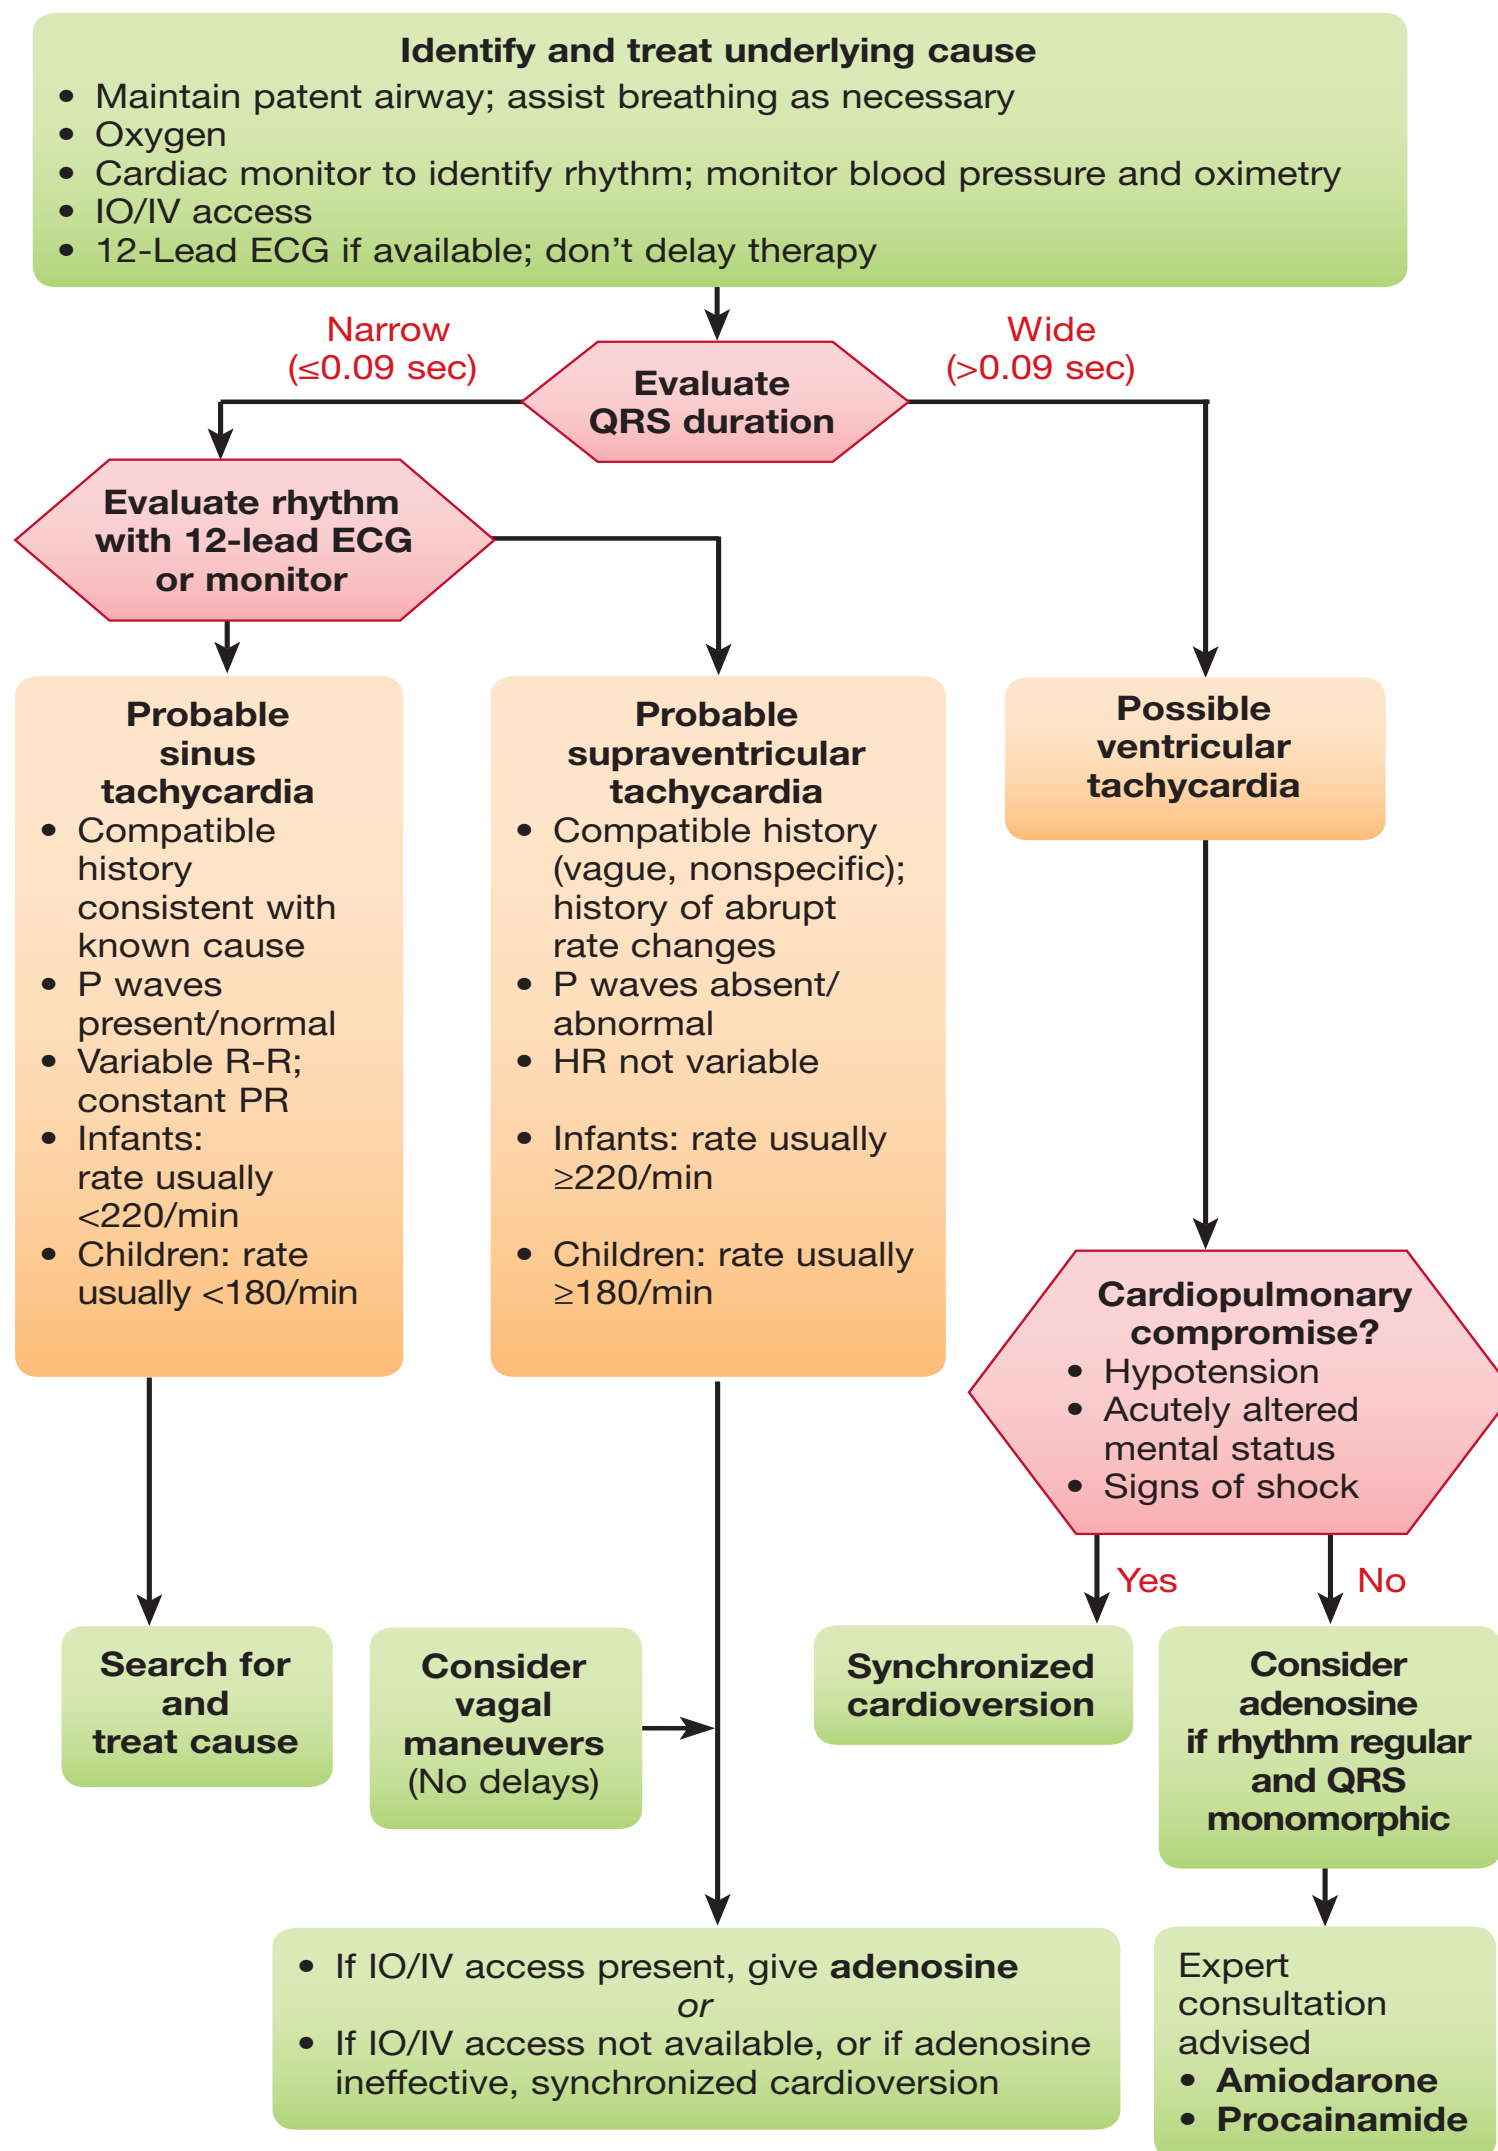 Identify and treat underlying cause
• Maintain patent airway; assist breathing as necessary
• Oxygen
• Cardiac monitor to identify rhythm; monitor blood pressure and oximetry
• IO/IV access
• 12-Lead ECG if available; don’t delay therapy
Narrow
(≤0.09 sec)
Evaluate
QRS duration
Wide
(>0.09 sec)
Evaluate rhythm
with 12-lead ECG
or monitor
Probable
sinus
tachycardia
• Compatible
history
consistent with
known cause
• P waves
present/normal
• Variable R-R;
constant PR
• Infants:
rate usually
<220/min
• Children: rate
usually <180/min
Probable
supraventricular
tachycardia
• Compatible history
(vague, nonspecific);
history of abrupt
rate changes
• P waves absent/
abnormal
• HR not variable
• Infants: rate usually
≥220/min
• Children: rate usually
≥180/min
Possible
ventricular
tachycardia
Cardiopulmonary
compromise?
• Hypotension
• Acutely altered
mental status
• Signs of shock
Yes
No
Search for
and
treat cause
Consider
vagal
maneuvers
(No delays)
Synchronized
cardioversion
Consider
adenosine
if rhythm regular
and QRS
monomorphic
• If IO/IV access present, give adenosine
or
• If IO/IV access not available, or if adenosine
ineffective, synchronized cardioversion
Expert
consultation
advised
• Amiodarone
• Procainamide